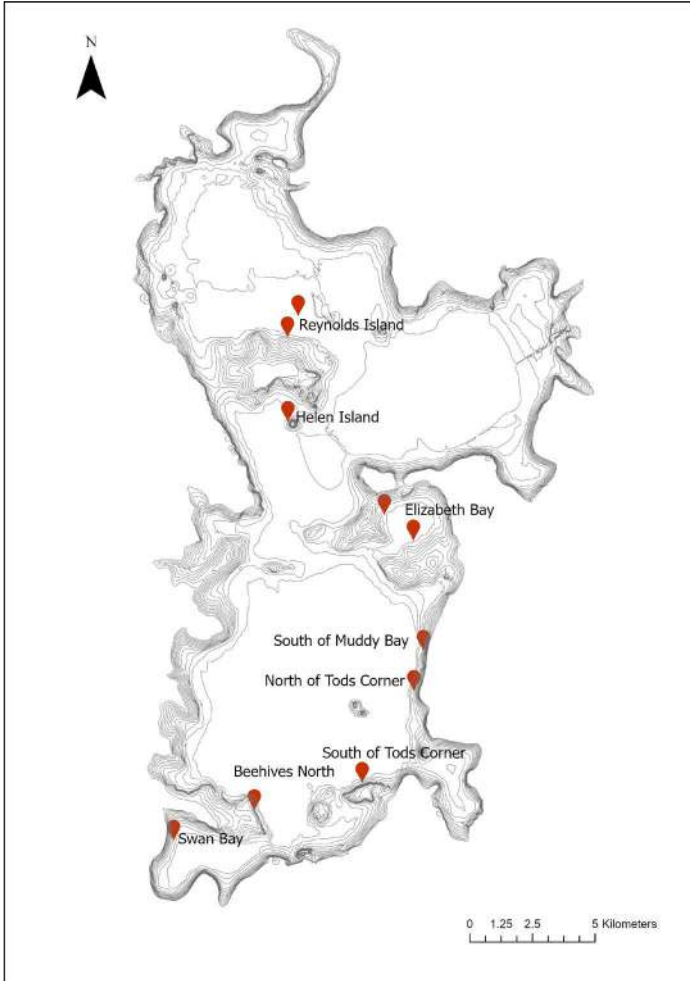 N
Reynolds Island
Helen Island
Elizabeth Bay
South of Muddy Bay
North of Tods Corner
South of Tods Corner
Beehives North
Swan Bay
0 1.25 2.5 5 Kilometers